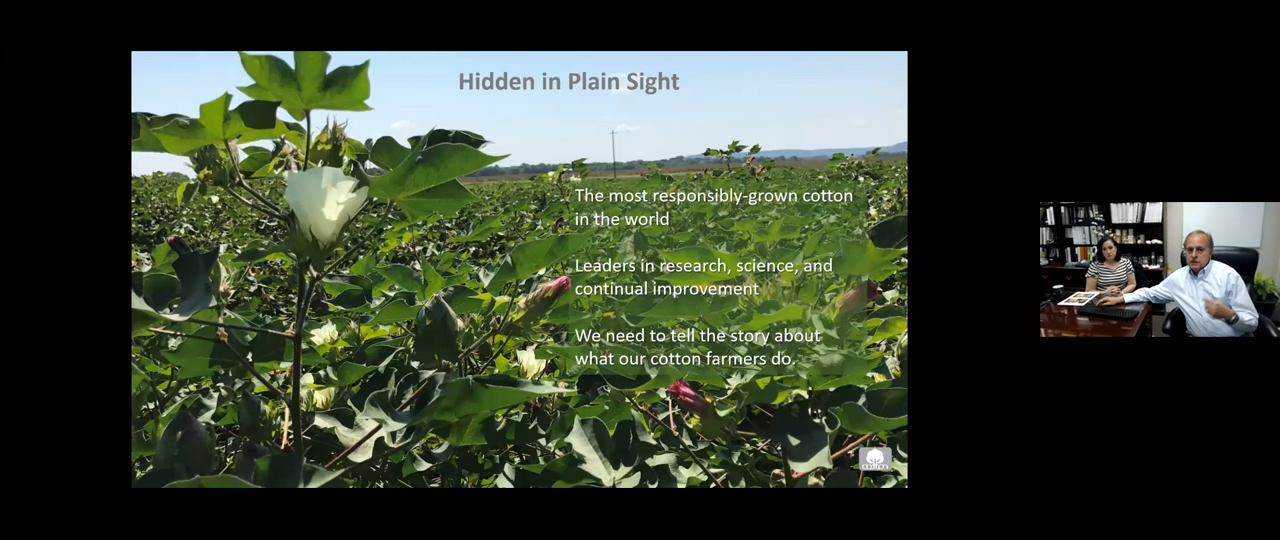 Hidden in Plain Sight
The most responsibly-grown cotton
in the world
Leaders in research, science, and
continual improvement
We need to tell the story about
what our cotton farmers do.
cotton